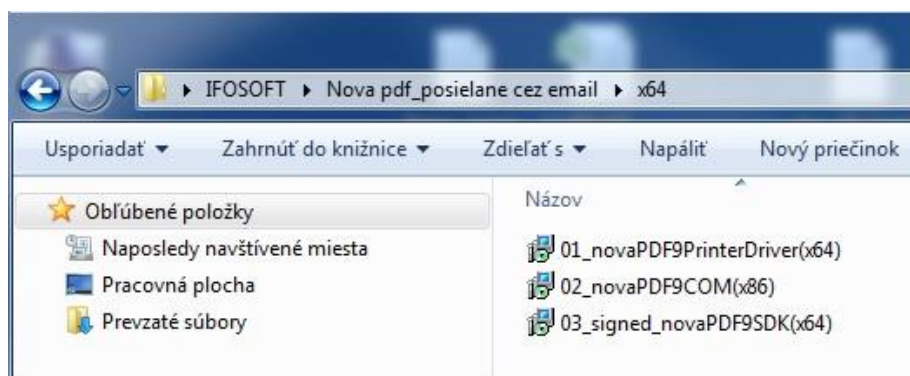 IFOSOFT ▸ Nova pdf_posielane cez email ▸ x64
Usporiadať Zahrnúť do knižnice Zdieľať s Napáliť Nový priečinok
Obľúbené položky
Naposledy navštívené miesta
Pracovná plocha
Prevzaté súbory
Názov
01_novaPDF9PrinterDriver(x64)
02_novaPDF9COM(x86)
03_signed_novaPDF9SDK(x64)